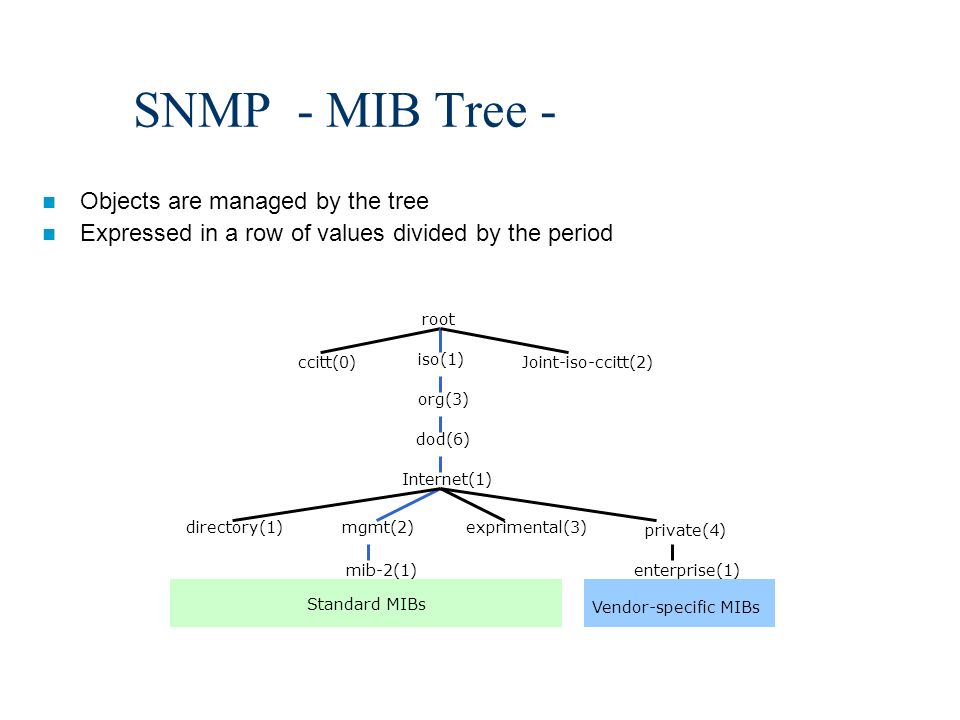 SNMP - MIB Tree -
Objects are managed by the tree
Expressed in a row of values divided by the period
root
ccitt(0)
iso(1)
Joint-iso-ccitt(2)
org(3)
dod(6)
Internet(1)
directory(1)
mgmt(2)
exprimental(3)
private(4)
mib-2(1)
enterprise(1)
Standard MIBs
Vendor-specific MIBs